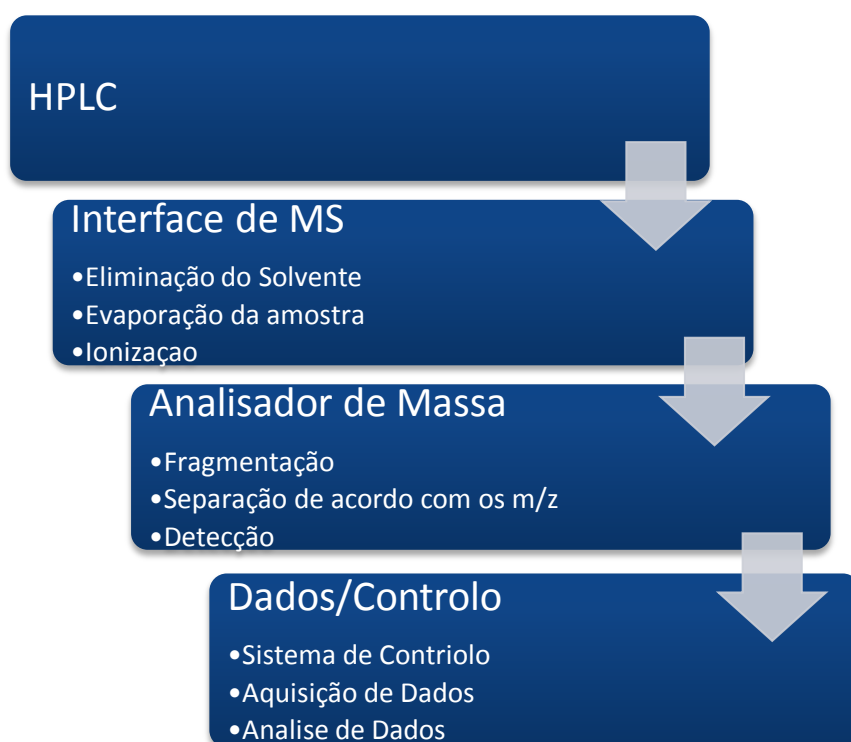 HPLC
Interface de MS
•Eliminação do Solvente
•Evaporação da amostra
•Ionizaçao
Analisador de Massa
•Fragmentação
•Separação de acordo com os m/z
•Detecção
Dados/Controlo
•Sistema de Contriolo
•Aquisição de Dados
•Analise de Dados